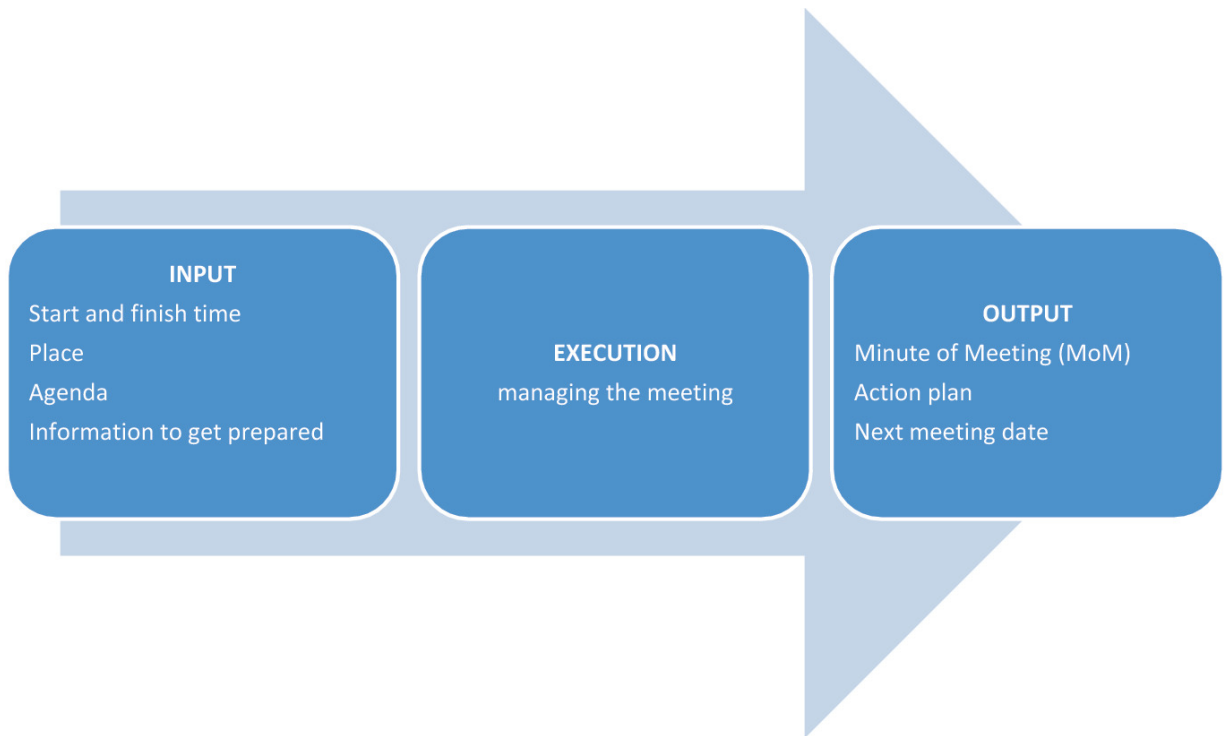 INPUT
Start and finish time
Place
Agenda
Information to get prepared
EXECUTION
managing the meeting
OUTPUT
Minute of Meeting (MoM)
Action plan
Next meeting date